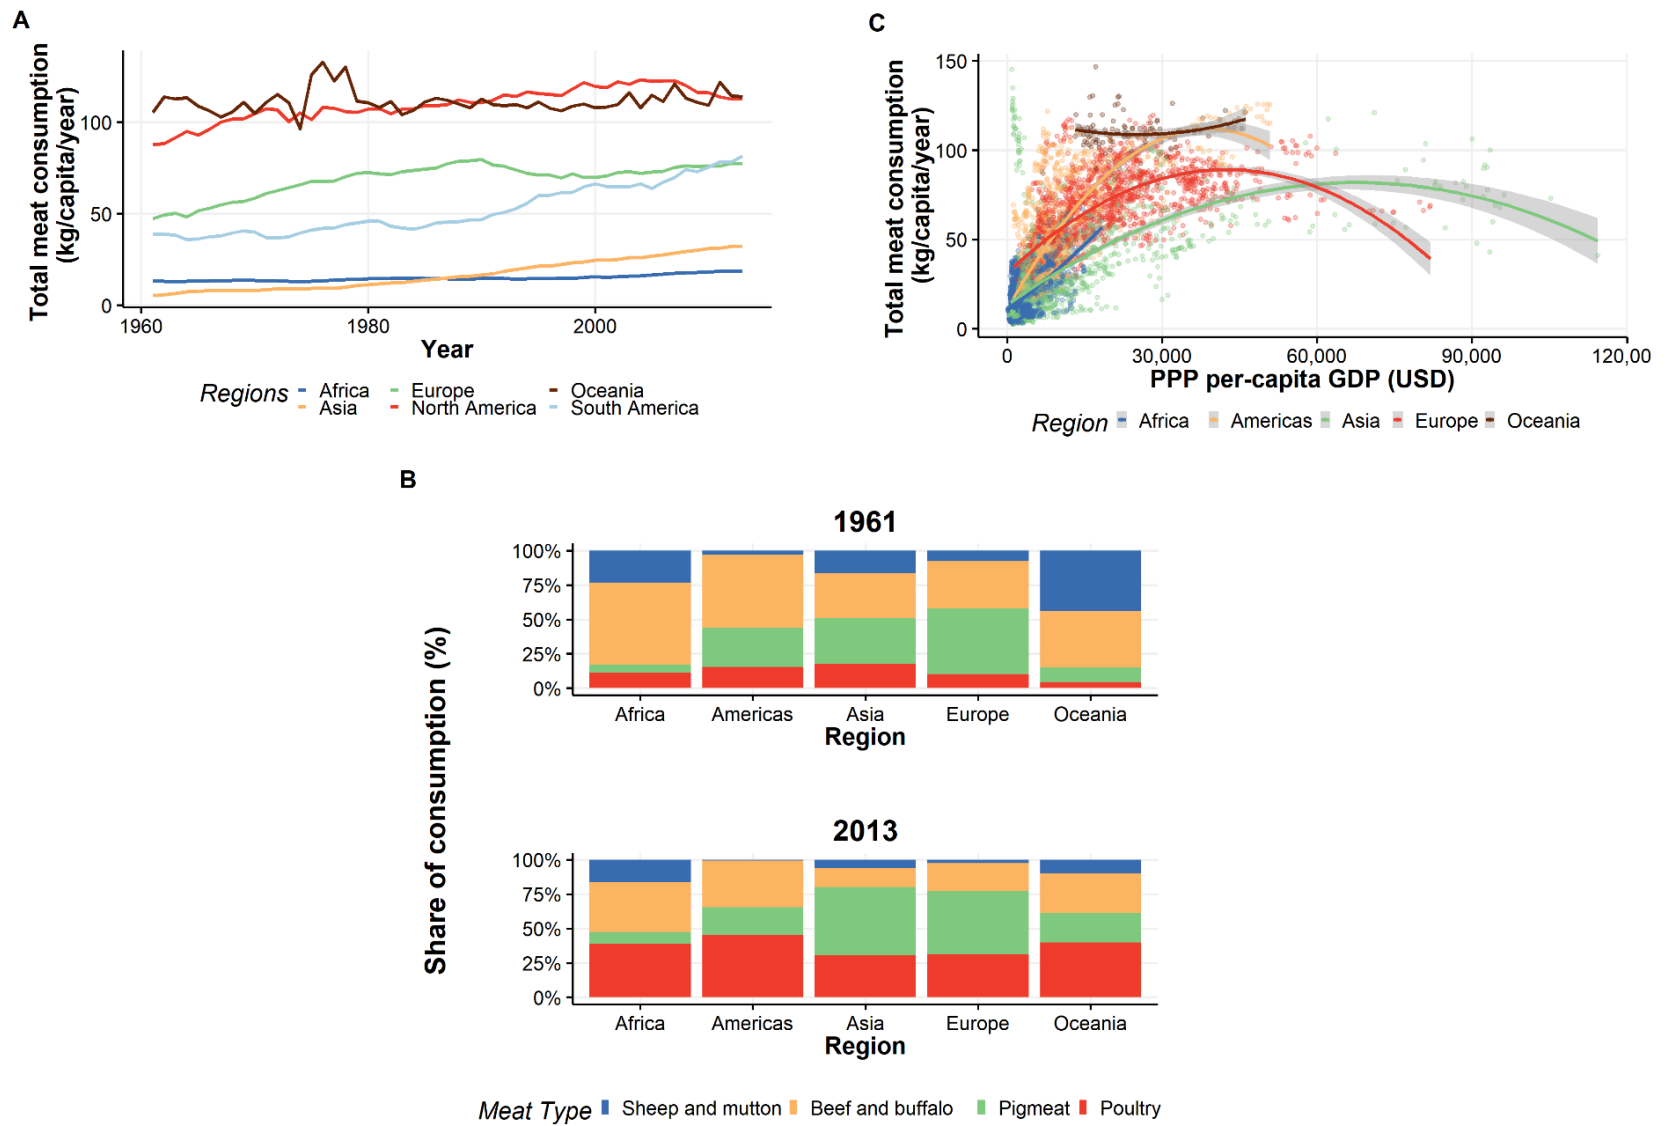 A
Total meat consumption
(kg/capita/year)
100
50
0
1960
1980
2000
Year
Regions
Africa
Europe
Oceania
Asia
North America
South America
C
Total meat consumption
(kg/capita/year)
150
100
50
0
0
30,000
60,000
90,000
120,00
PPP per-capita GDP (USD)
Region
Africa
Americas
Asia
Europe
Oceania
B
Share of consumption (%)
1961
100%
75%
50%
25%
0%
Africa
Americas
Asia
Europe
Oceania
Region
2013
100%
75%
50%
25%
0%
Africa
Americas
Asia
Europe
Oceania
Region
Meat Type
Sheep and mutton
Beef and buffalo
Pigmeat
Poultry